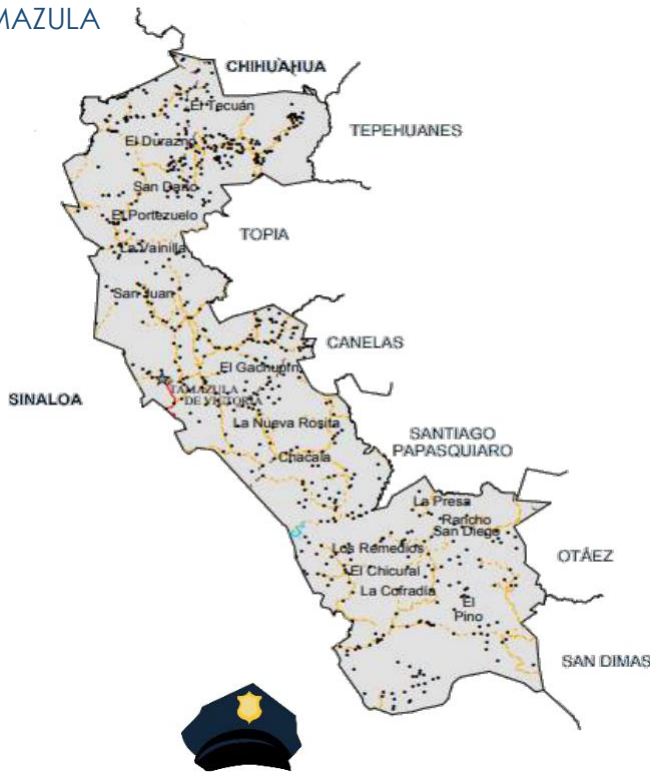 MAZULA
CHIHUAHUA
El Tecuán
TEPEHUANES
El Durazno
San Dario
El Portezuelo
TOPIA
La Vainilla
San Juan
CANELAS
El Gachupín
TAMAZULA
DE VICTORIA
SINALOA
La Nueva Rosita
SANTIAGO
PAPASQUIARO
Chacala
La Presa
Rancho
San Diego
Los Remedios
OTÁEZ
El Chicural
La Cofradía
El
Pino
SAN DIMAS